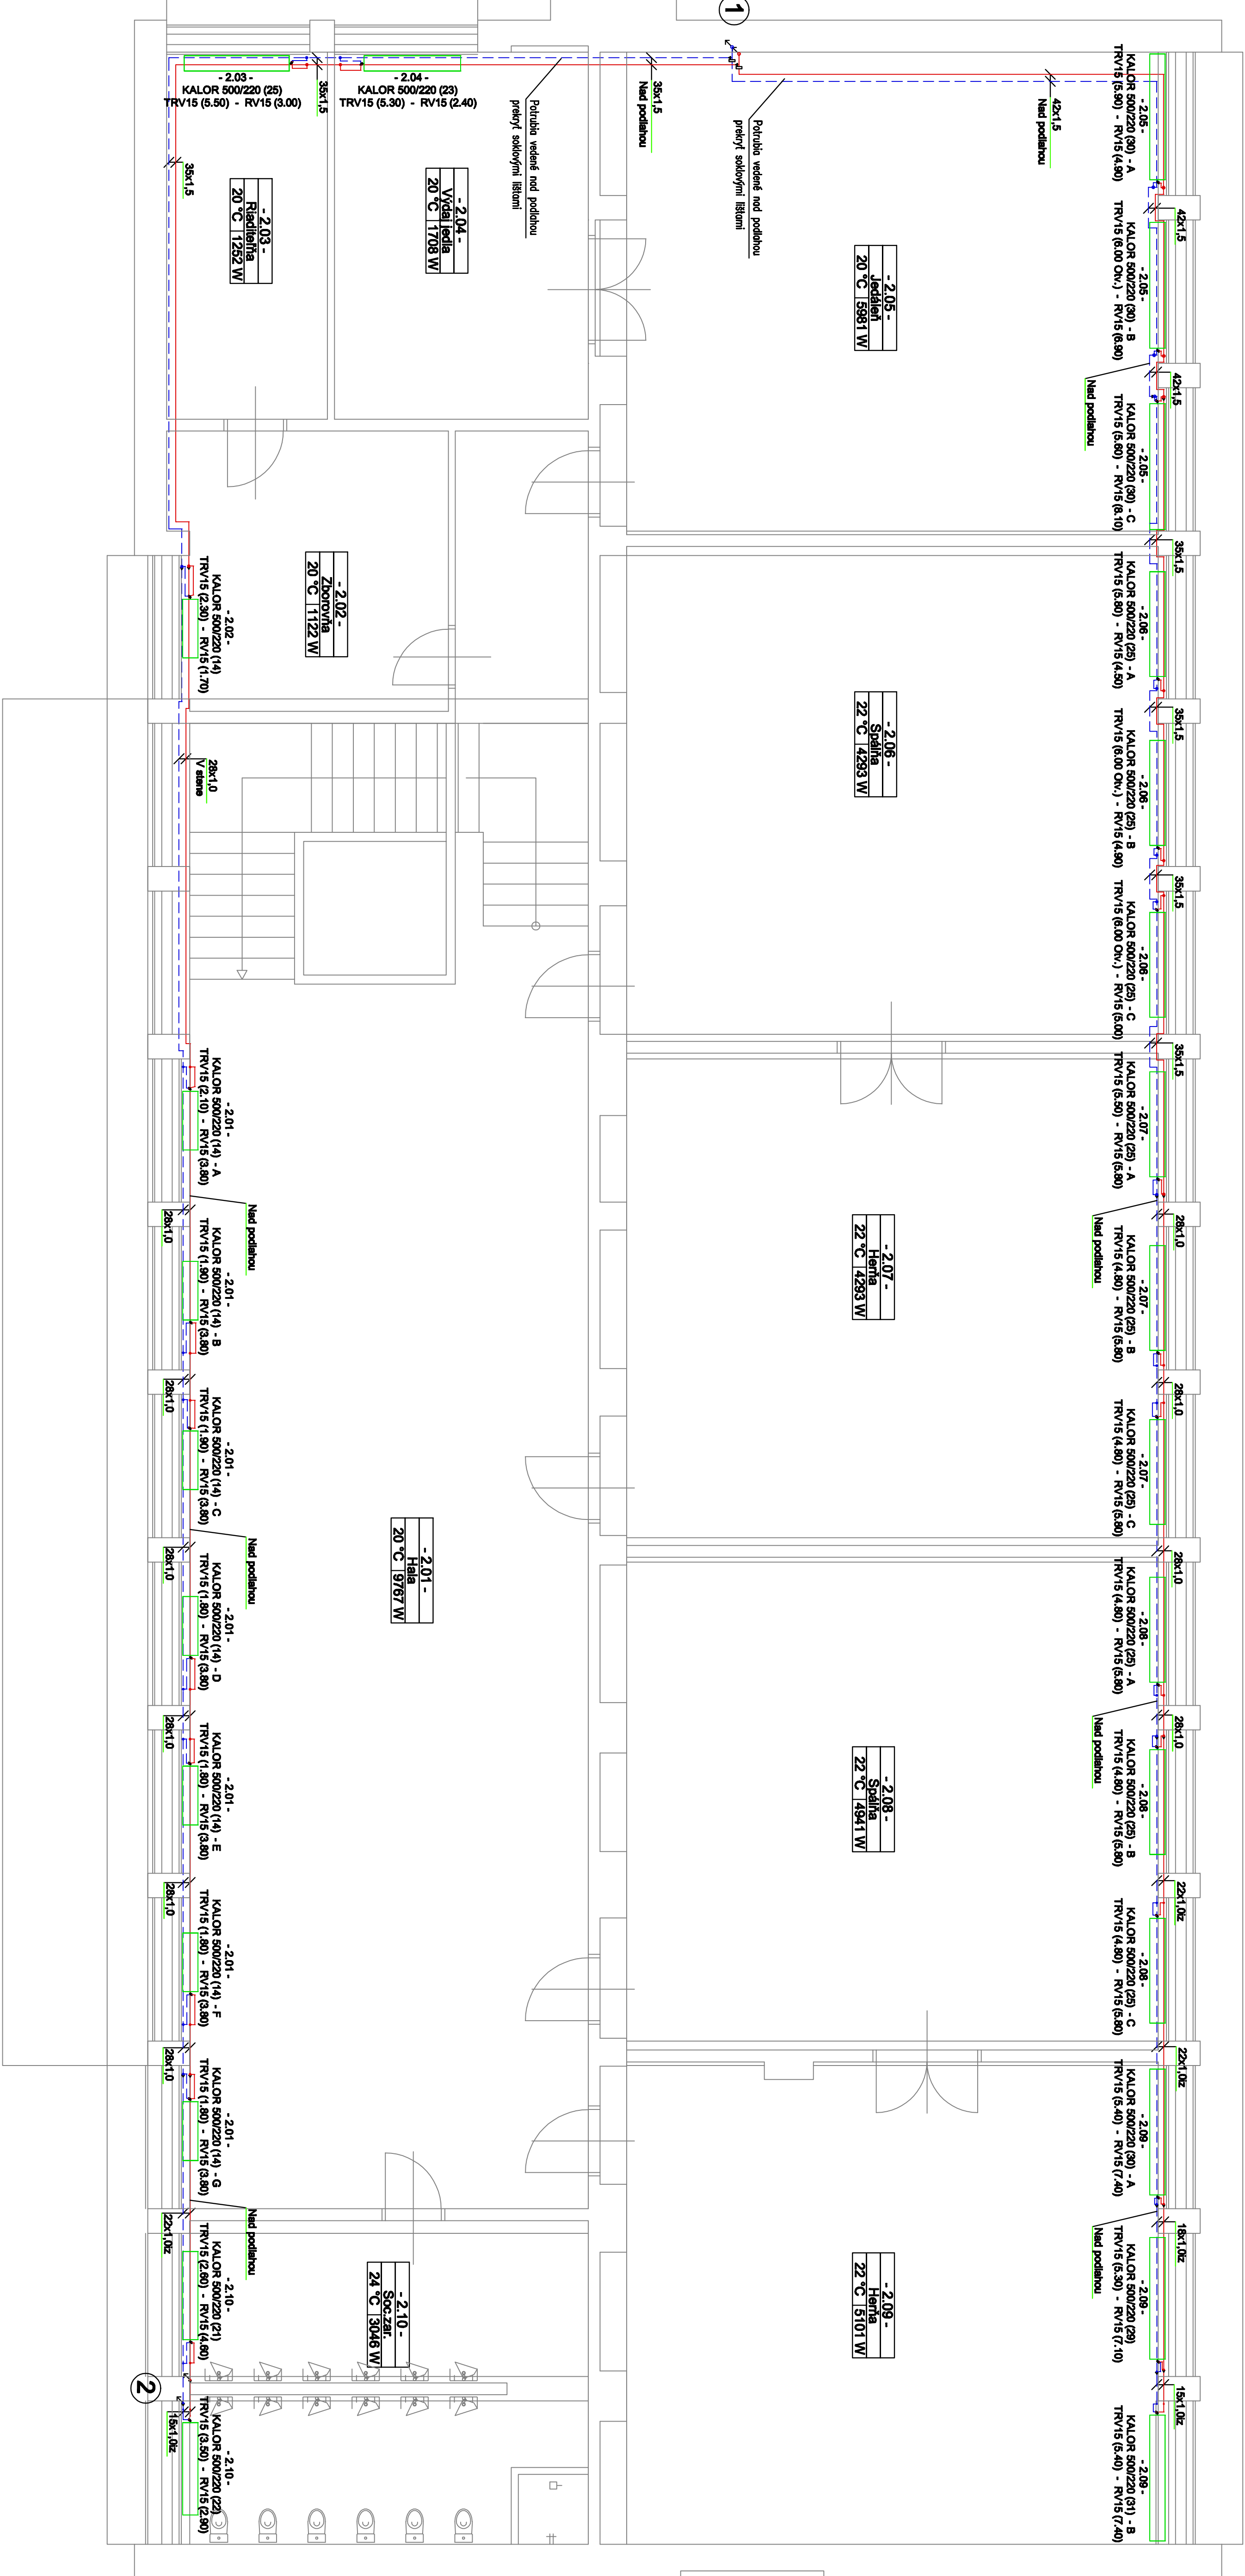 1
- 2.03 -
KALOR 500/220 (25)
TRV15 (5.50) - RV15 (3.00)
- 2.04 -
KALOR 500/220 (23)
TRV15 (5.30) - RV15 (2.40)
35x1,5
35x1,5
Nad podlahou
42x1,5
Nad podlahou
Potrubia vedené nad podlahou
prekryť soklovými lištami
Potrubia vedené nad podlahou
prekryť soklovými lištami
35x1,5
- 2.03 -
Riaditeľňa
20 °C 1252 W
- 2.04 -
Výdaj jedla
20 °C 1708 W
- 2.05 -
Jedáleň
20 °C 5981 W
- 2.05 -
KALOR 500/220 (30) - A
TRV15 (5.90) - RV15 (4.90)
42x1,5
- 2.05 -
KALOR 500/220 (30) - B
TRV15 (6.00 Otv.) - RV15 (6.90)
42x1,5
Nad podlahou
- 2.05 -
KALOR 500/220 (30) - C
TRV15 (5.60) - RV15 (8.10)
35x1,5
- 2.06 -
KALOR 500/220 (25) - A
TRV15 (5.80) - RV15 (4.50)
35x1,5
- 2.06 -
KALOR 500/220 (25) - B
TRV15 (6.00 Otv.) - RV15 (4.90)
35x1,5
- 2.06 -
KALOR 500/220 (25) - C
TRV15 (6.00 Otv.) - RV15 (5.00)
35x1,5
- 2.07 -
KALOR 500/220 (25) - A
TRV15 (5.50) - RV15 (5.80)
28x1,0
Nad podlahou
- 2.07 -
KALOR 500/220 (25) - B
TRV15 (4.80) - RV15 (5.80)
28x1,0
- 2.07 -
KALOR 500/220 (25) - C
TRV15 (4.80) - RV15 (5.80)
28x1,0
- 2.08 -
KALOR 500/220 (25) - A
TRV15 (4.80) - RV15 (5.80)
28x1,0
Nad podlahou
- 2.08 -
KALOR 500/220 (25) - B
TRV15 (4.80) - RV15 (5.80)
22x1,0iz
- 2.08 -
KALOR 500/220 (25) - C
TRV15 (4.80) - RV15 (5.80)
22x1,0iz
- 2.09 -
KALOR 500/220 (30) - A
TRV15 (5.40) - RV15 (7.40)
18x1,0iz
Nad podlahou
- 2.09 -
KALOR 500/220 (29)
TRV15 (5.30) - RV15 (7.10)
15x1,0iz
- 2.09 -
KALOR 500/220 (31) - B
TRV15 (5.40) - RV15 (7.40)
- 2.06 -
Spálňa
22 °C 4293 W
- 2.07 -
Herňa
22 °C 4293 W
- 2.08 -
Spálňa
22 °C 4941 W
- 2.09 -
Herňa
22 °C 5101 W
- 2.02 -
Zborovňa
20 °C 1122 W
- 2.01 -
Hala
20 °C 9767 W
- 2.10 -
Soc.zar.
24 °C 3046 W
- 2.02 -
KALOR 500/220 (14)
TRV15 (2.30) - RV15 (1.70)
28x1,0
V stene
- 2.01 -
KALOR 500/220 (14) - A
TRV15 (2.10) - RV15 (3.80)
Nad podlahou
28x1,0
- 2.01 -
KALOR 500/220 (14) - B
TRV15 (1.90) - RV15 (3.80)
28x1,0
- 2.01 -
KALOR 500/220 (14) - C
TRV15 (1.90) - RV15 (3.80)
Nad podlahou
28x1,0
- 2.01 -
KALOR 500/220 (14) - D
TRV15 (1.80) - RV15 (3.80)
28x1,0
- 2.01 -
KALOR 500/220 (14) - E
TRV15 (1.80) - RV15 (3.80)
28x1,0
- 2.01 -
KALOR 500/220 (14) - F
TRV15 (1.80) - RV15 (3.80)
28x1,0
- 2.01 -
KALOR 500/220 (14) - G
TRV15 (1.80) - RV15 (3.80)
Nad podlahou
22x1,0iz
- 2.10 -
KALOR 500/220 (21)
TRV15 (2.60) - RV15 (4.60)
2
15x1,0iz
- 2.10 -
KALOR 500/220 (22)
TRV15 (3.50) - RV15 (2.90)